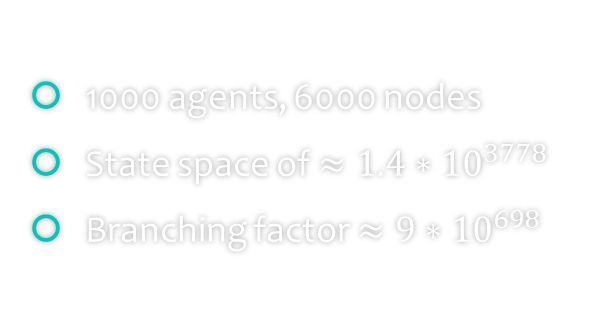 1000 agents, 6000 nodes
State space of ≈ 1.4 * 10^3778
Branching factor ≈ 9 * 10^698